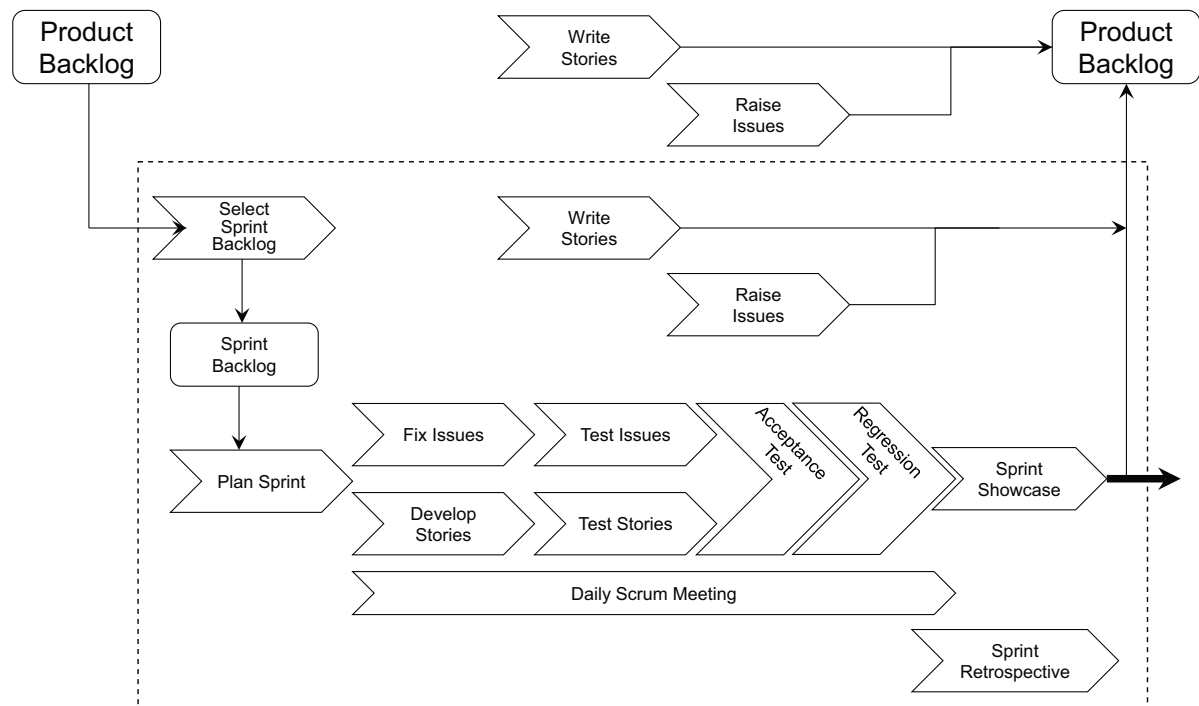 Product
Backlog
Write
Stories
Product
Backlog
Raise
Issues
Select
Sprint
Backlog
Write
Stories
Raise
Issues
Sprint
Backlog
Fix Issues
Test Issues
Acceptance
Test
Regression
Test
Plan Sprint
Sprint
Showcase
Develop
Stories
Test Stories
Daily Scrum Meeting
Sprint
Retrospective